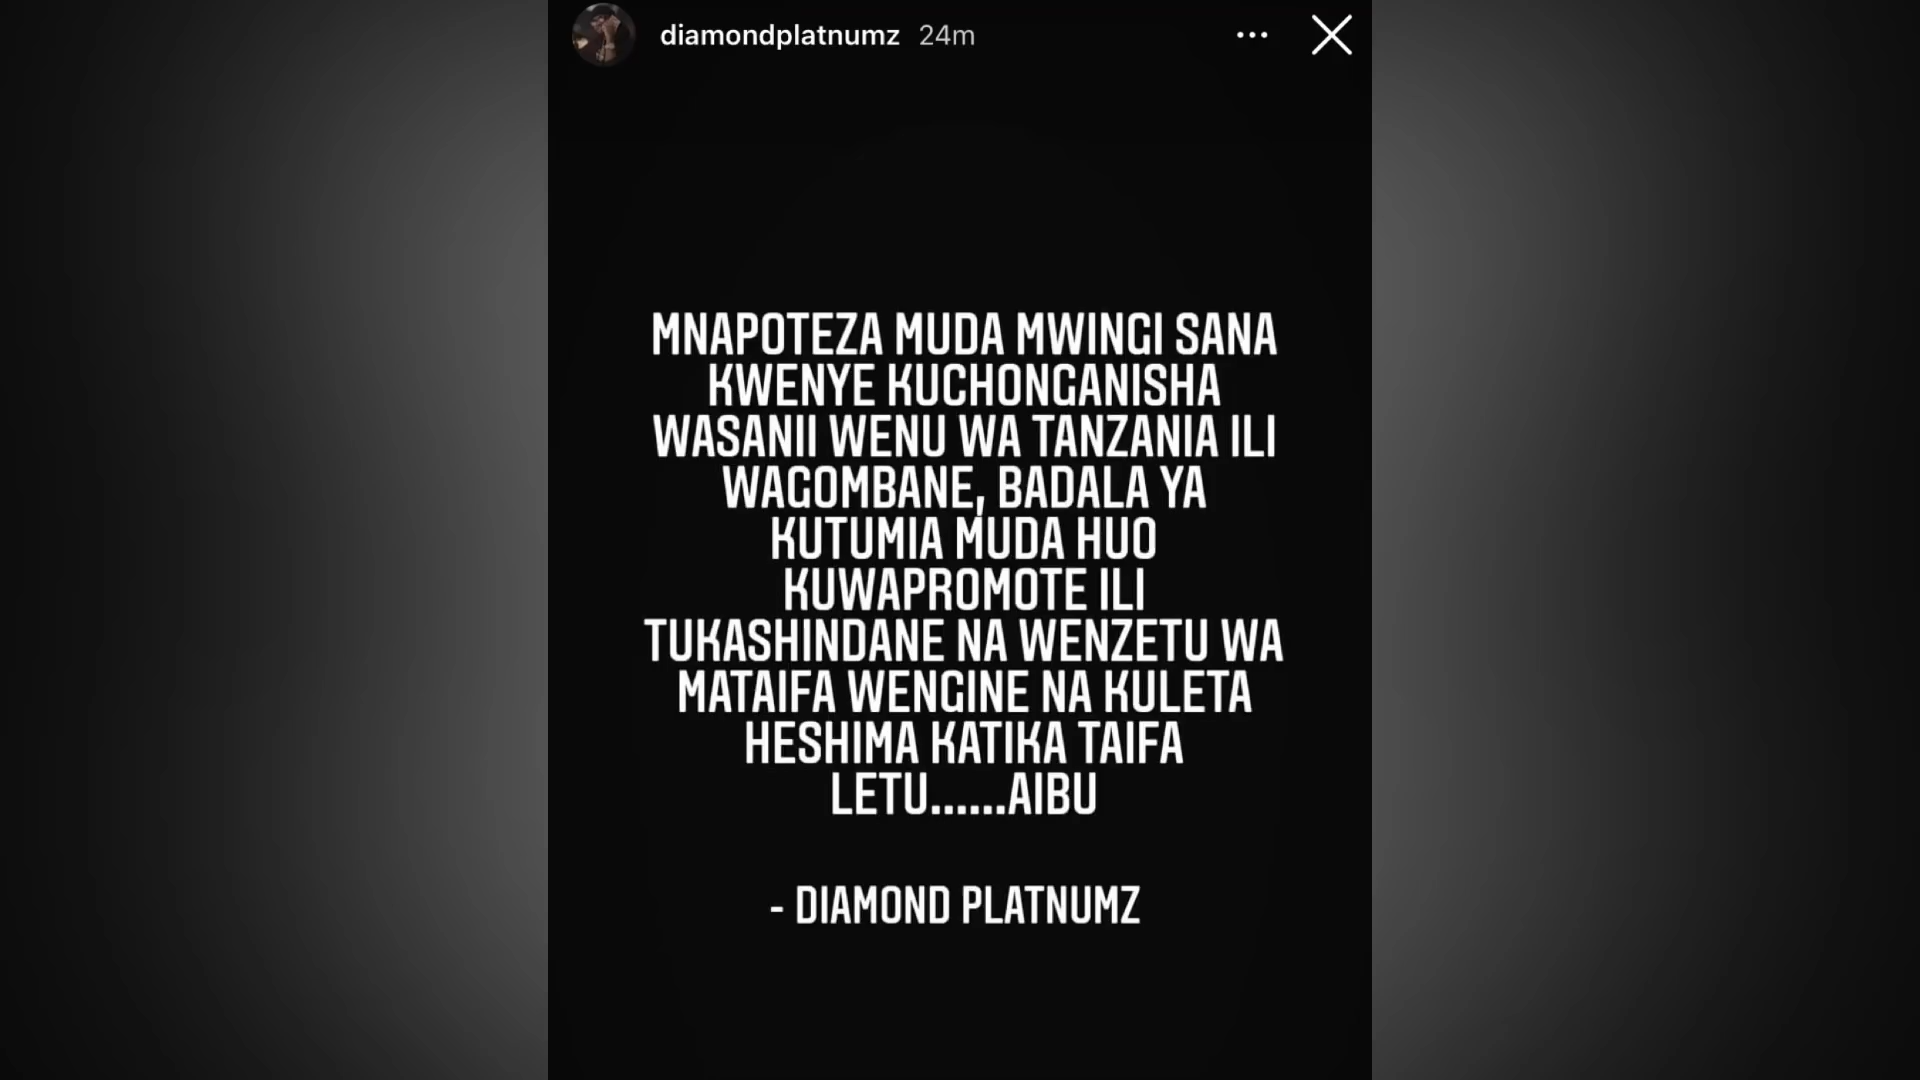 diamondplatnumz 24m
MNAPOTEZA MUDA MWINGI SANA
KWENYE KUCHONGANISHA
WASANII WENU WA TANZANIA ILI
WAGOMBANE, BADALA YA
KUTUMIA MUDA HUO
KUWAPROMOTE ILI
TUKASHINDANE NA WENZETU WA
MATAIFA WENGINE NA KULETA
HESHIMA KATIKA TAIFA
LETU......AIBU
- DIAMOND PLATNUMZ